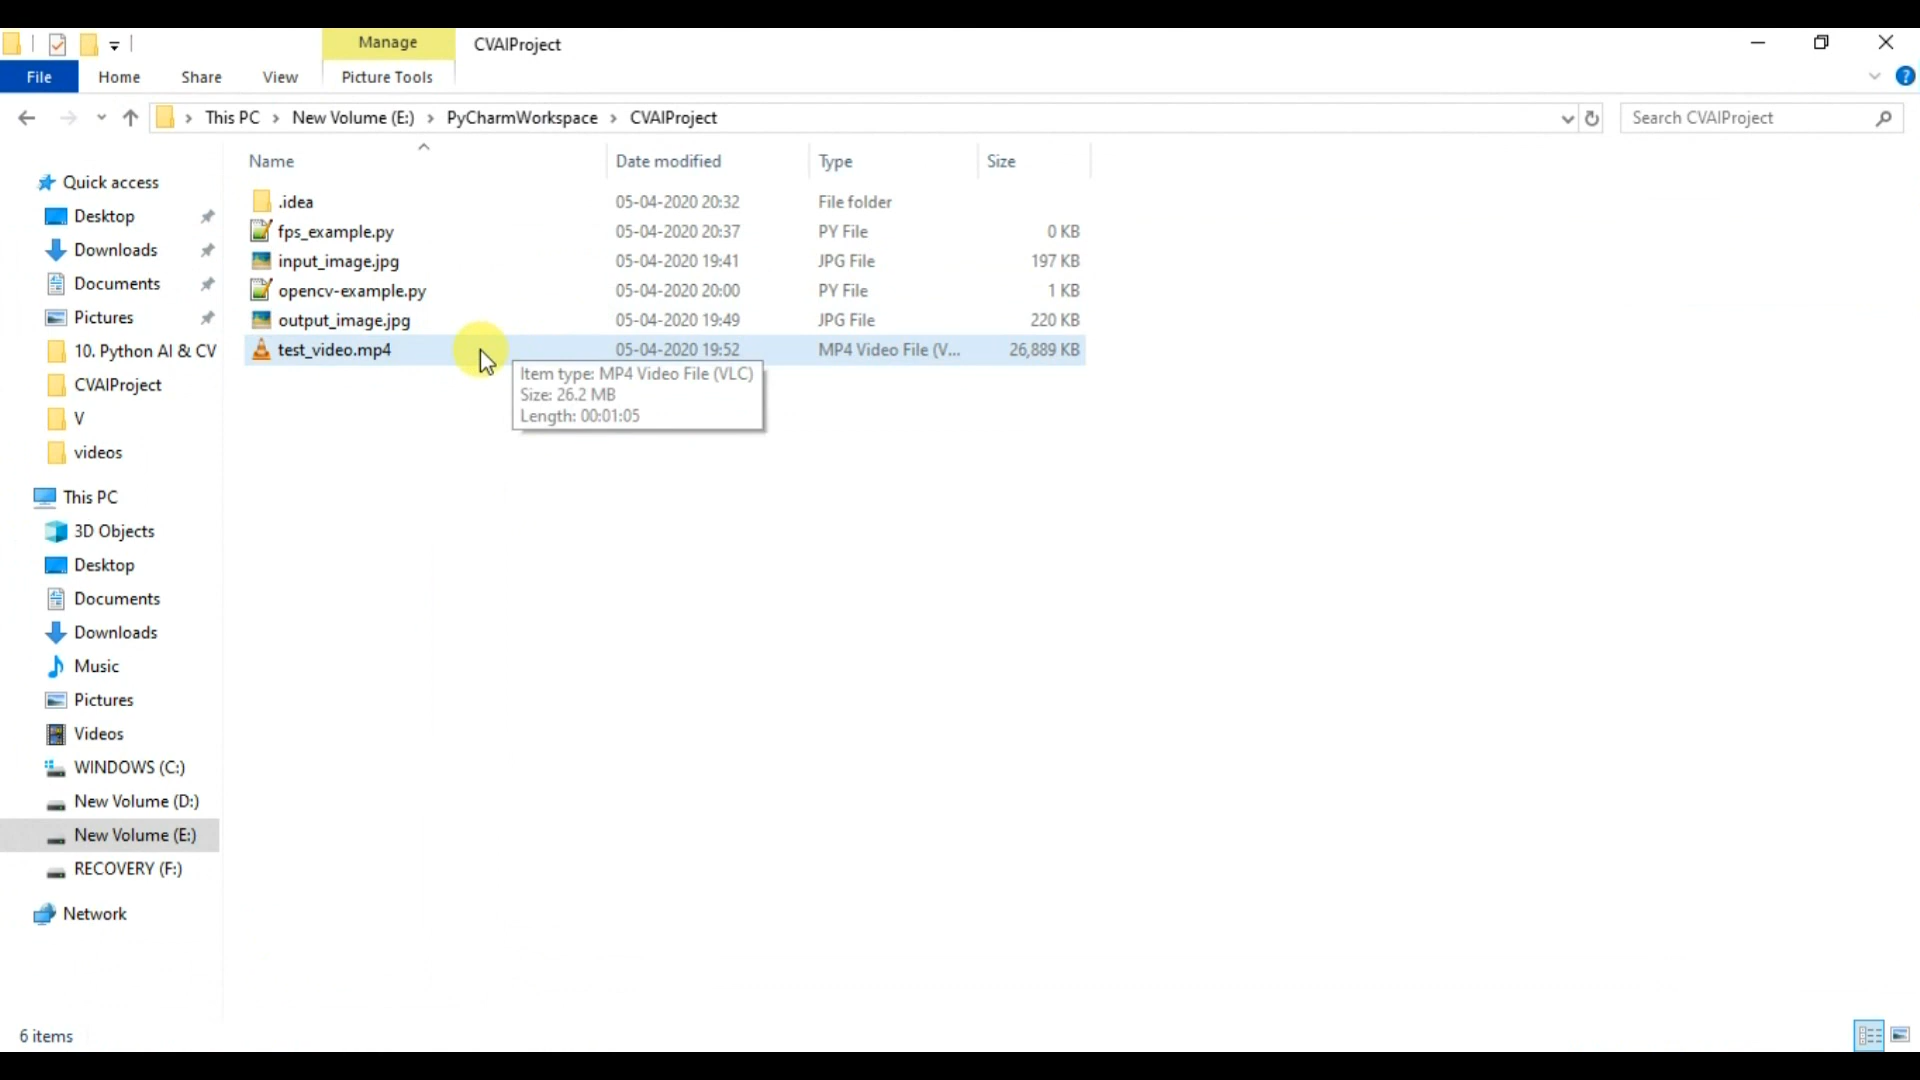 Manage
CVAIProject
File
Home
Share
View
Picture Tools
This PC
New Volume (E:)
PyCharmWorkspace
CVAIProject
Search CVAIProject
Name
Date modified
Type
Size
.idea
05-04-2020 20:32
File folder
fps_example.py
05-04-2020 20:37
PY File
0 KB
input_image.jpg
05-04-2020 19:41
JPG File
197 KB
opencv-example.py
05-04-2020 20:00
PY File
1 KB
output_image.jpg
05-04-2020 19:49
JPG File
220 KB
test_video.mp4
05-04-2020 19:52
MP4 Video File (V...
26,889 KB
Item type: MP4 Video File (VLC)
Size: 26.2 MB
Length: 00:01:05
Quick access
Desktop
Downloads
Documents
Pictures
10. Python AI & CV
CVAIProject
V
videos
This PC
3D Objects
Desktop
Documents
Downloads
Music
Pictures
Videos
WINDOWS (C:)
New Volume (D:)
New Volume (E:)
RECOVERY (F:)
Network
6 items